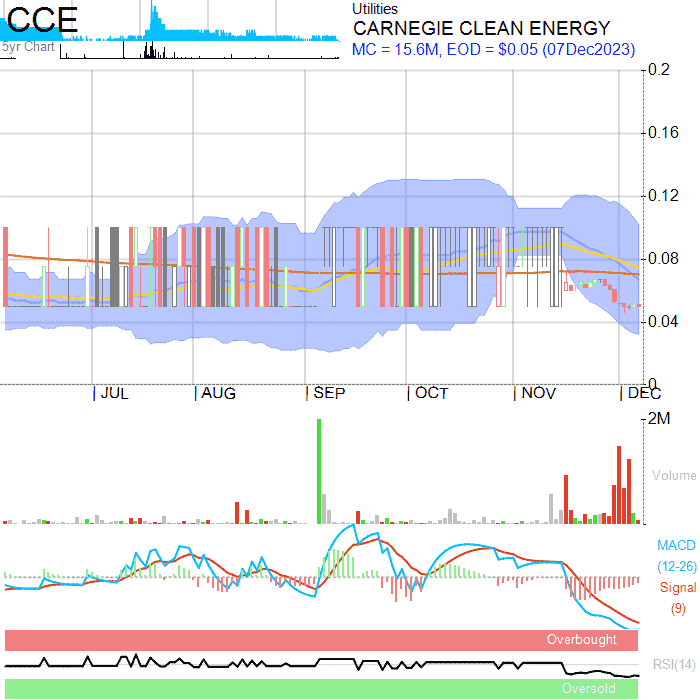 CCE
5yr Chart
Utilities
CARNEGIE CLEAN ENERGY
MC = 15.6M, EOD = $0.05 (07Dec2023)
0.2
0.16
0.12
0.08
0.04
0
JUL AUG SEP OCT NOV DEC
2M
Volume
MACD
(12-26)
Signal
(9)
Overbought
RSI(14)
Oversold